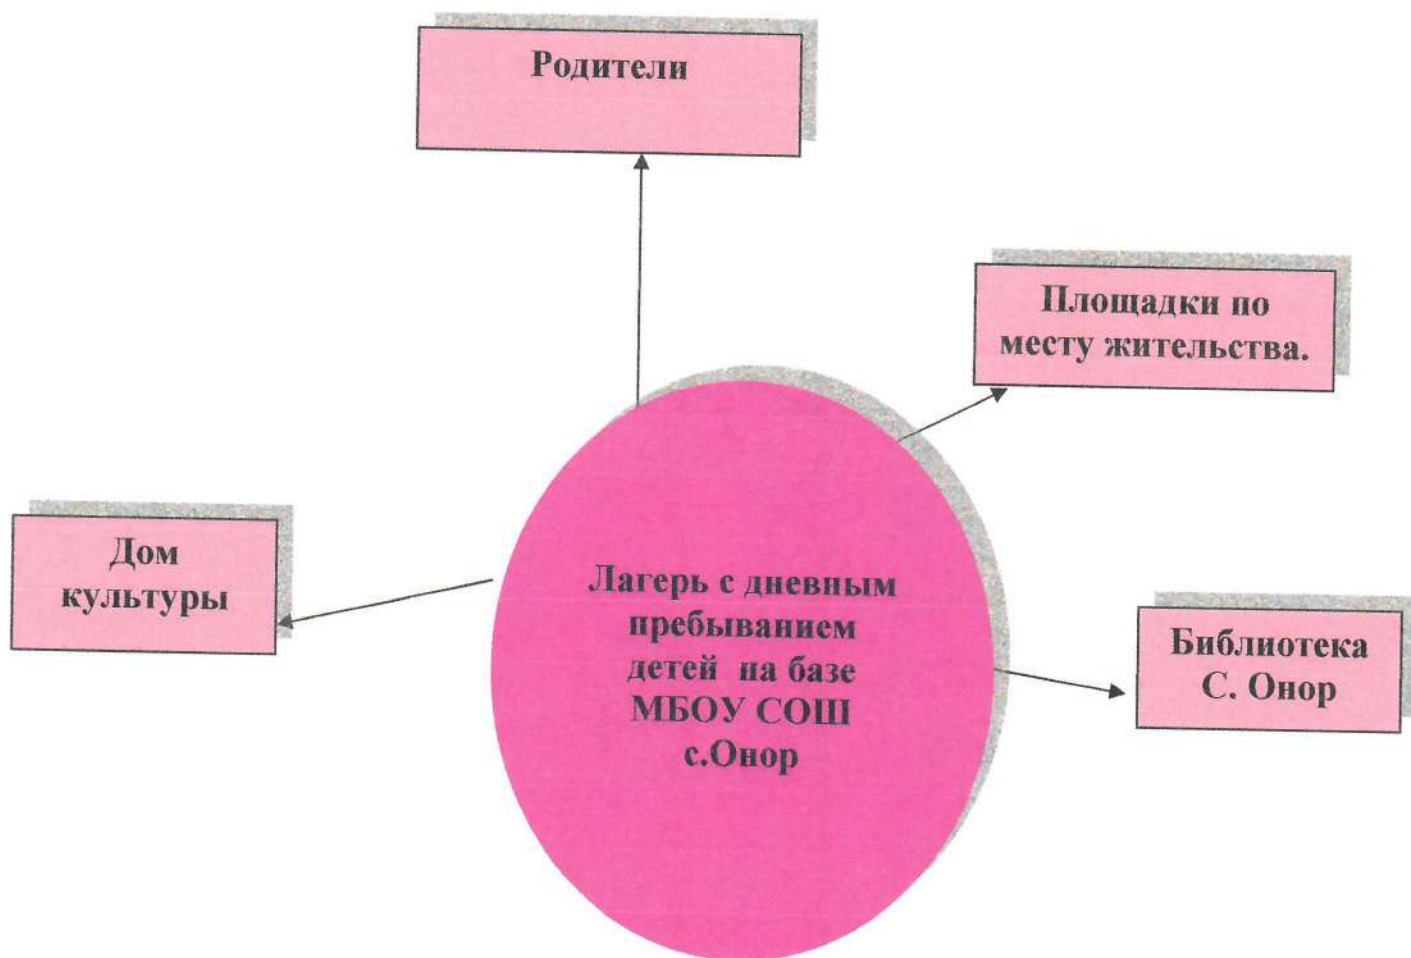 Родители
Площадки по
месту жительства.
Дом
культуры
Лагерь с дневным
пребыванием
детей на базе
МБОУ СОШ
с.Онор
Библиотека
С. Онор